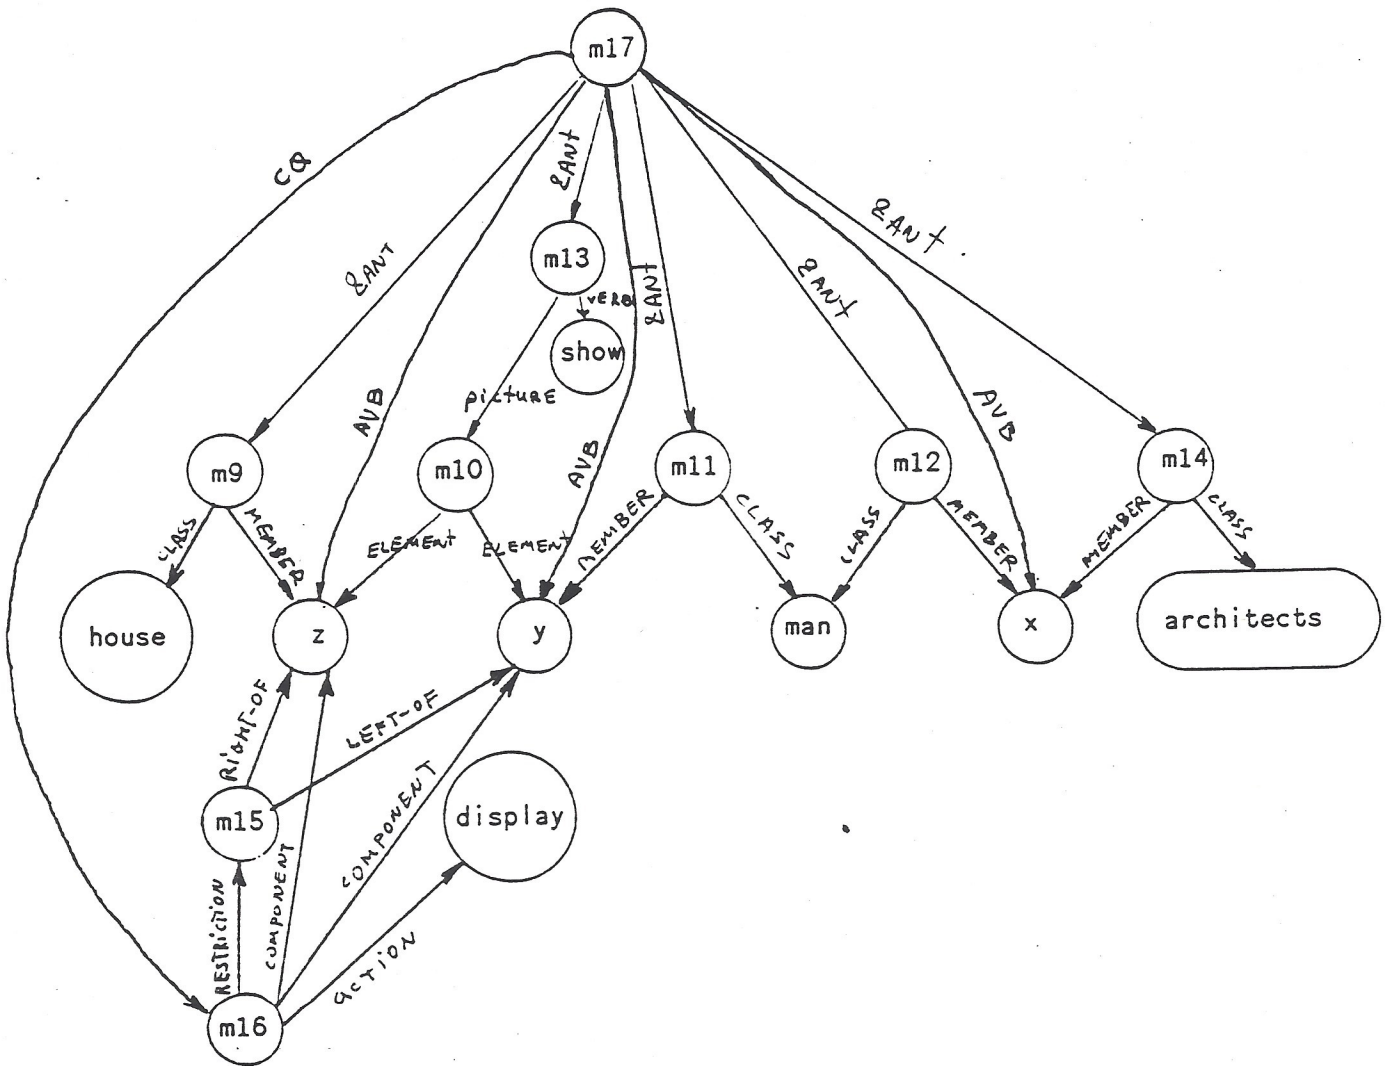 m17
CQ
&ANT
&ANT
&ANT
&ANT
&ANT
m13
VERB
show
picture
AVB
AVB
AVB
m9
m10
m11
m12
m14
CLASS
MEMBER
ELEMENT
ELEMENT
MEMBER
CLASS
CLASS
MEMBER
MEMBER
CLASS
house
z
y
man
x
architects
RIGHT-OF
LEFT-OF
m15
COMPONENT
COMPONENT
display
RESTRICTION
action
m16